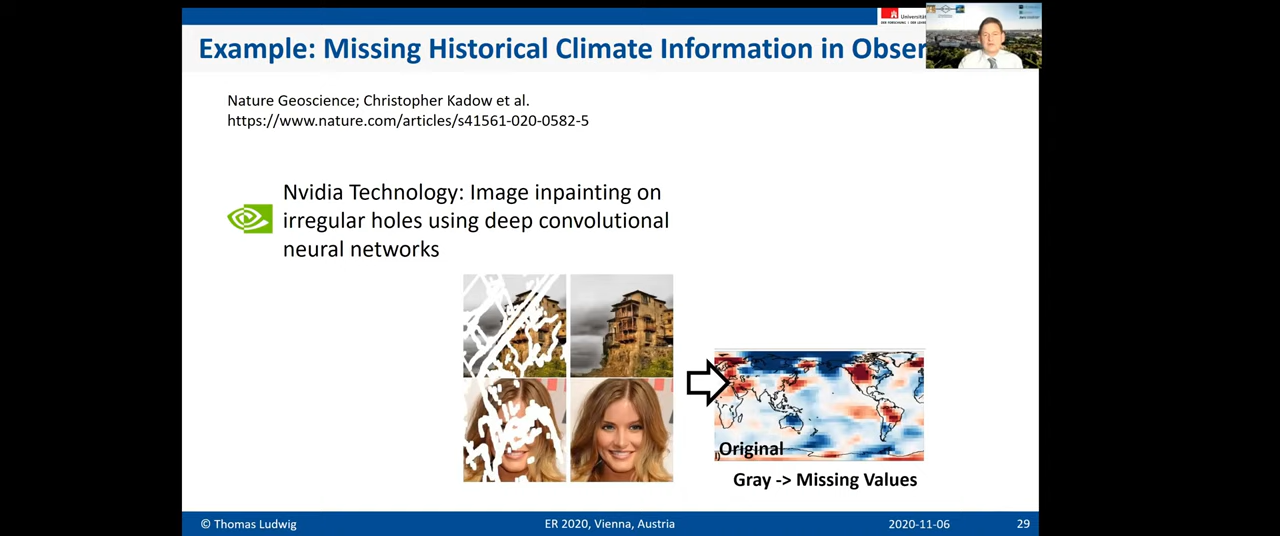 Universität
Example: Missing Historical Climate Information in Obser
Nature Geoscience; Christopher Kadow et al.
https://www.nature.com/articles/s41561-020-0582-5
Nvidia Technology: Image inpainting on
irregular holes using deep convolutional
neural networks
Original
Gray -> Missing Values
© Thomas Ludwig
ER 2020, Vienna, Austria
2020-11-06
29